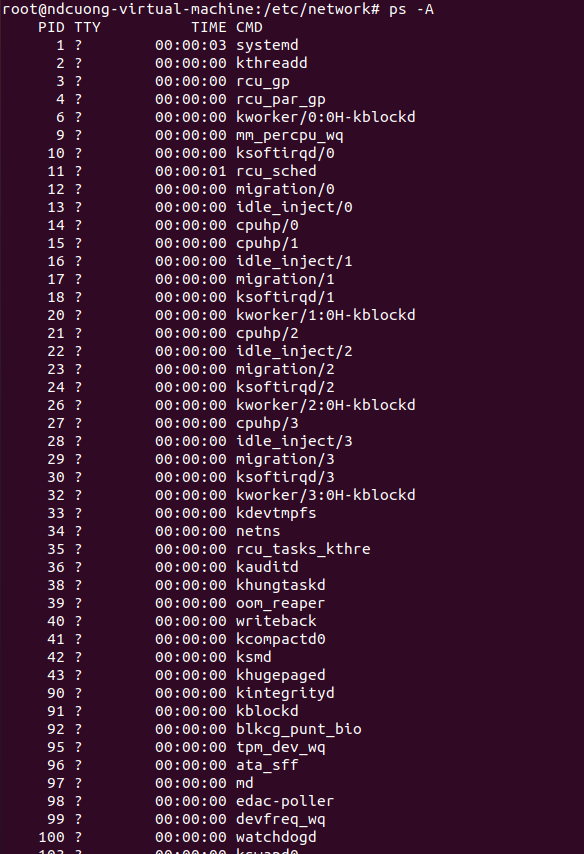 root@ndcuong-virtual-machine:/etc/network# ps -A
PID TTY TIME CMD
1 ? 00:00:03 systemd
2 ? 00:00:00 kthreadd
3 ? 00:00:00 rcu_gp
4 ? 00:00:00 rcu_par_gp
6 ? 00:00:00 kworker/0:0H-kblockd
9 ? 00:00:00 mm_percpu_wq
10 ? 00:00:00 ksoftirqd/0
11 ? 00:00:01 rcu_sched
12 ? 00:00:00 migration/0
13 ? 00:00:00 idle_inject/0
14 ? 00:00:00 cpuhp/0
15 ? 00:00:00 cpuhp/1
16 ? 00:00:00 idle_inject/1
17 ? 00:00:00 migration/1
18 ? 00:00:00 ksoftirqd/1
20 ? 00:00:00 kworker/1:0H-kblockd
21 ? 00:00:00 cpuhp/2
22 ? 00:00:00 idle_inject/2
23 ? 00:00:00 migration/2
24 ? 00:00:00 ksoftirqd/2
26 ? 00:00:00 kworker/2:0H-kblockd
27 ? 00:00:00 cpuhp/3
28 ? 00:00:00 idle_inject/3
29 ? 00:00:00 migration/3
30 ? 00:00:00 ksoftirqd/3
32 ? 00:00:00 kworker/3:0H-kblockd
33 ? 00:00:00 kdevtmpfs
34 ? 00:00:00 netns
35 ? 00:00:00 rcu_tasks_kthre
36 ? 00:00:00 kauditd
38 ? 00:00:00 khungtaskd
39 ? 00:00:00 oom_reaper
40 ? 00:00:00 writeback
41 ? 00:00:00 kcompactd0
42 ? 00:00:00 ksmd
43 ? 00:00:00 khugepaged
90 ? 00:00:00 kintegrityd
91 ? 00:00:00 kblockd
92 ? 00:00:00 blkcg_punt_bio
95 ? 00:00:00 tpm_dev_wq
96 ? 00:00:00 ata_sff
97 ? 00:00:00 md
98 ? 00:00:00 edac-poller
99 ? 00:00:00 devfreq_wq
100 ? 00:00:00 watchdogd